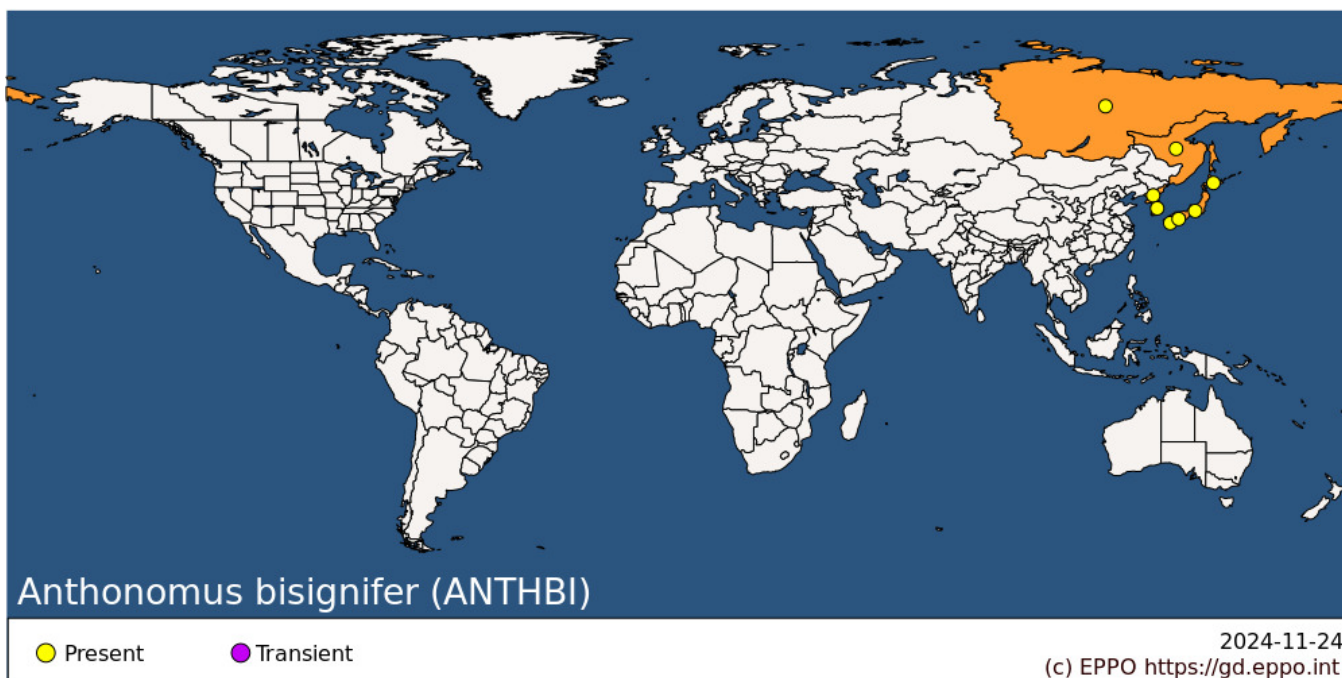 Anthonomus bisignifer (ANTHBI)
Present
Transient
2024-11-24
(c) EPPO https://gd.eppo.int